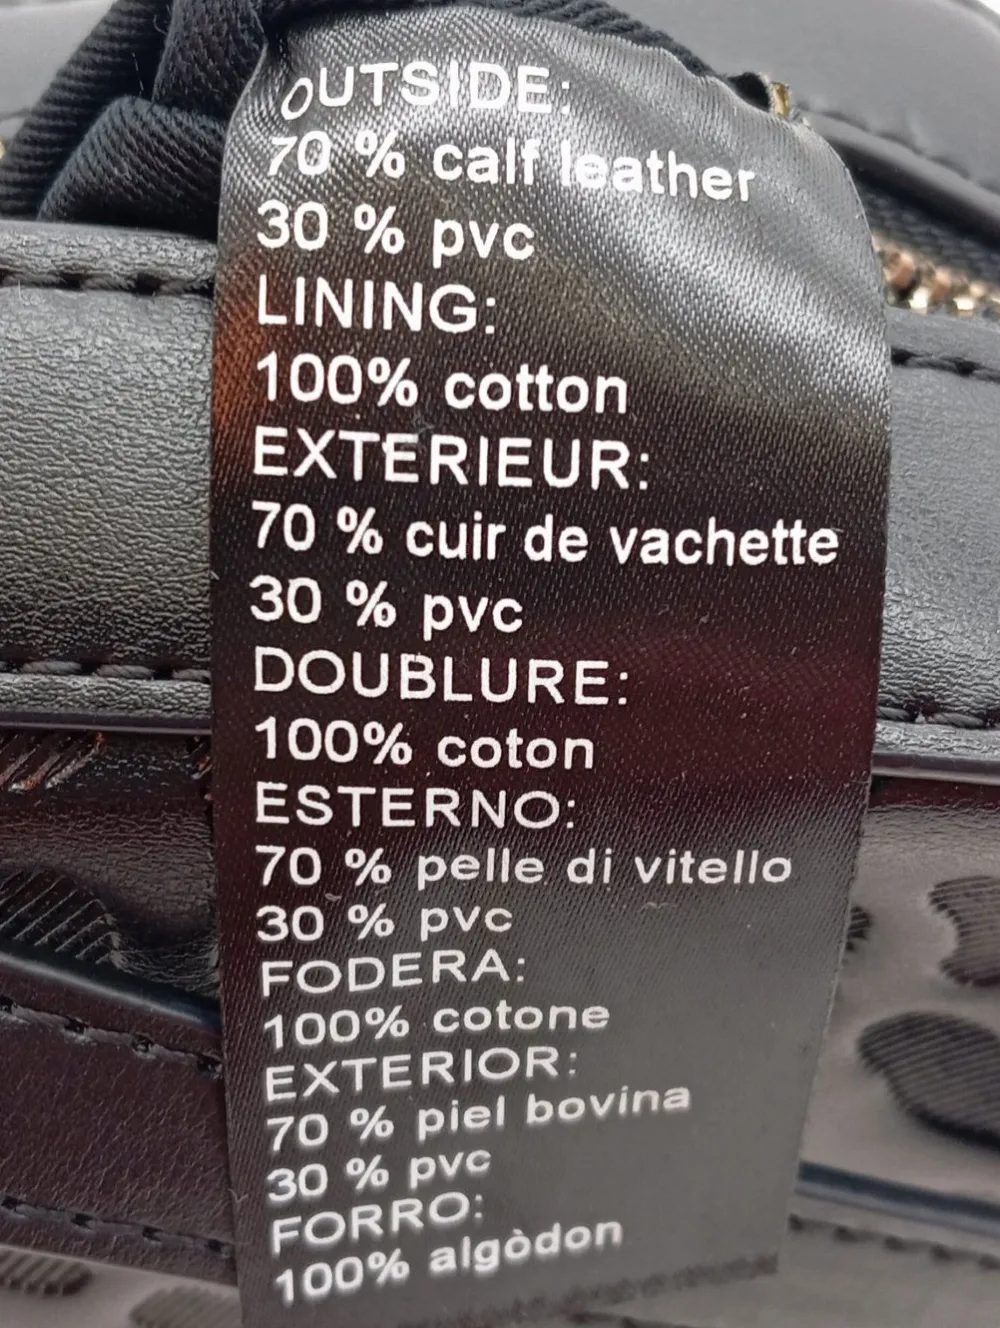 OUTSIDE:
70 % calf leather
30 % pvc
LINING:
100% cotton
EXTERIEUR:
70 % cuir de vachette
30 % pvc
DOUBLURE:
100% coton
ESTERNO:
70 % pelle di vitello
30 % pvc
FODERA:
100% cotone
EXTERIOR:
70 % piel bovina
30 % pvc
FORRO:
100% algòdon